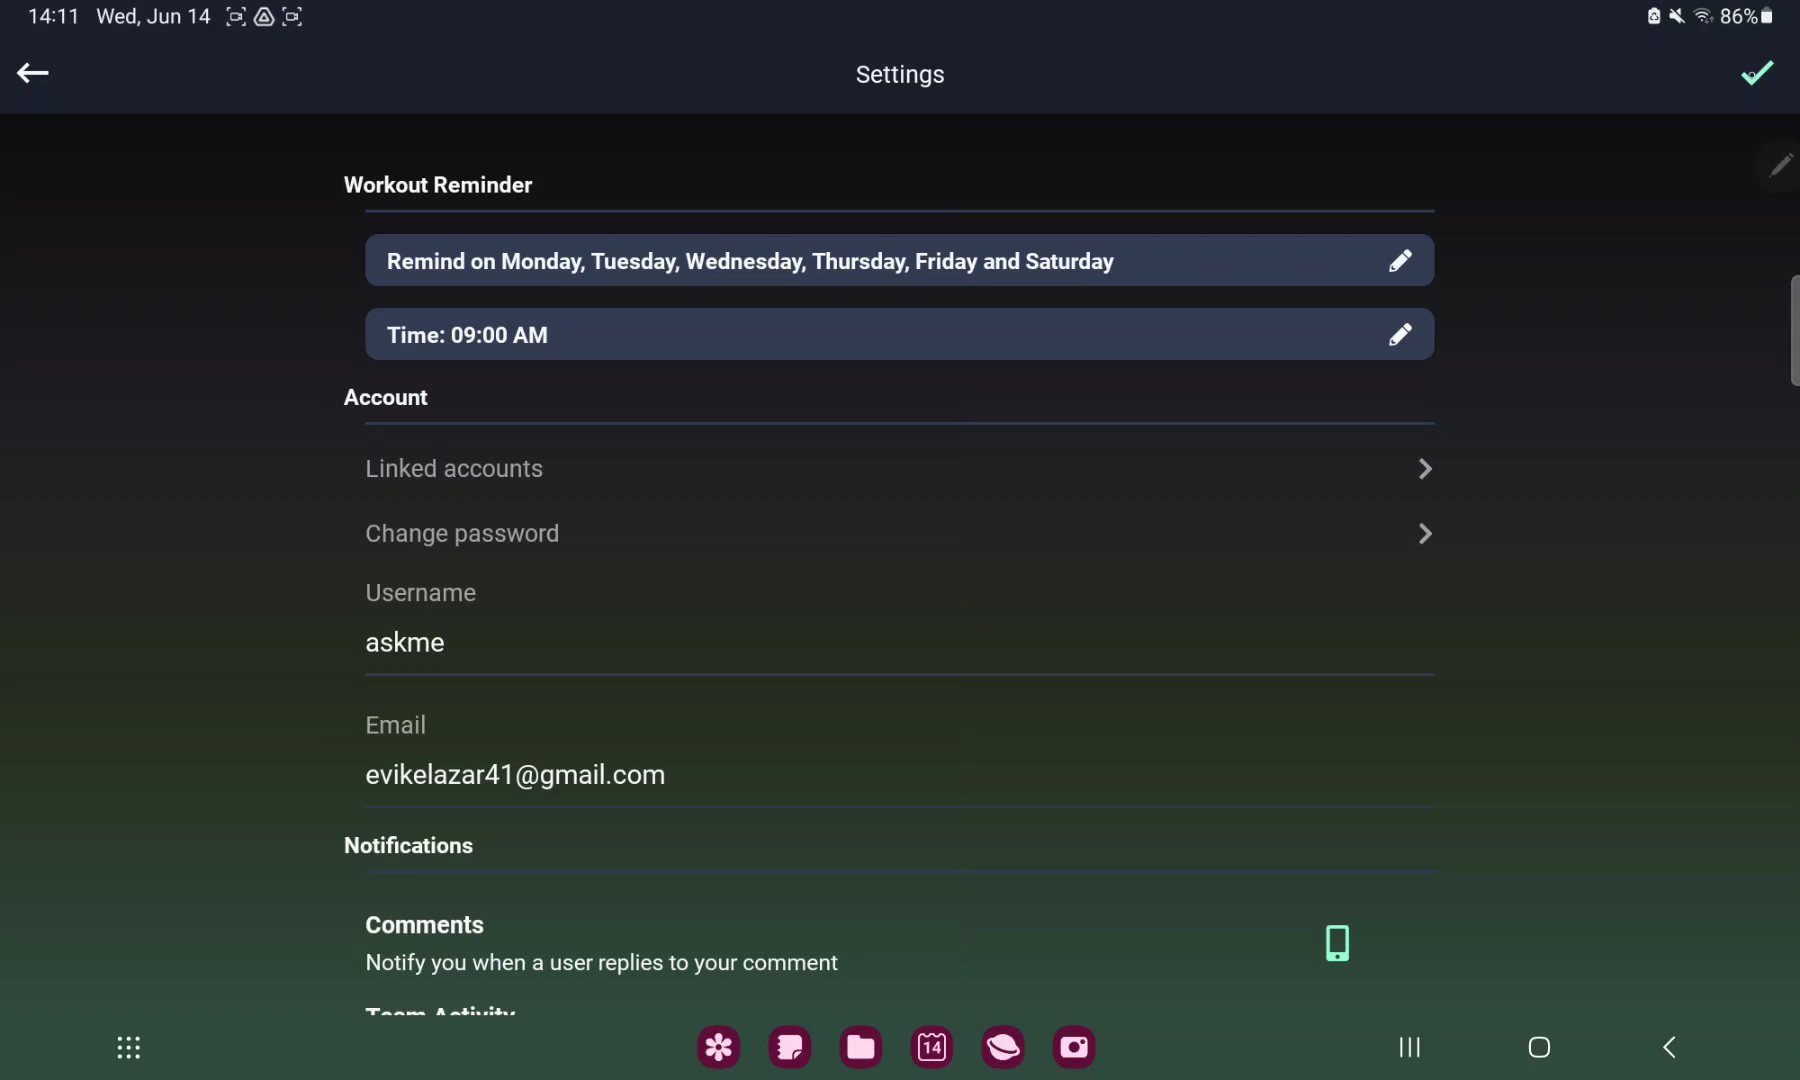 14:11 Wed, Jun 14
86%
Settings
Workout Reminder
Remind on Monday, Tuesday, Wednesday, Thursday, Friday and Saturday
Time: 09:00 AM
Account
Linked accounts
Change password
Username
askme
Email
evikelazar41@gmail.com
Notifications
Comments
Notify you when a user replies to your comment
Team Activity
14